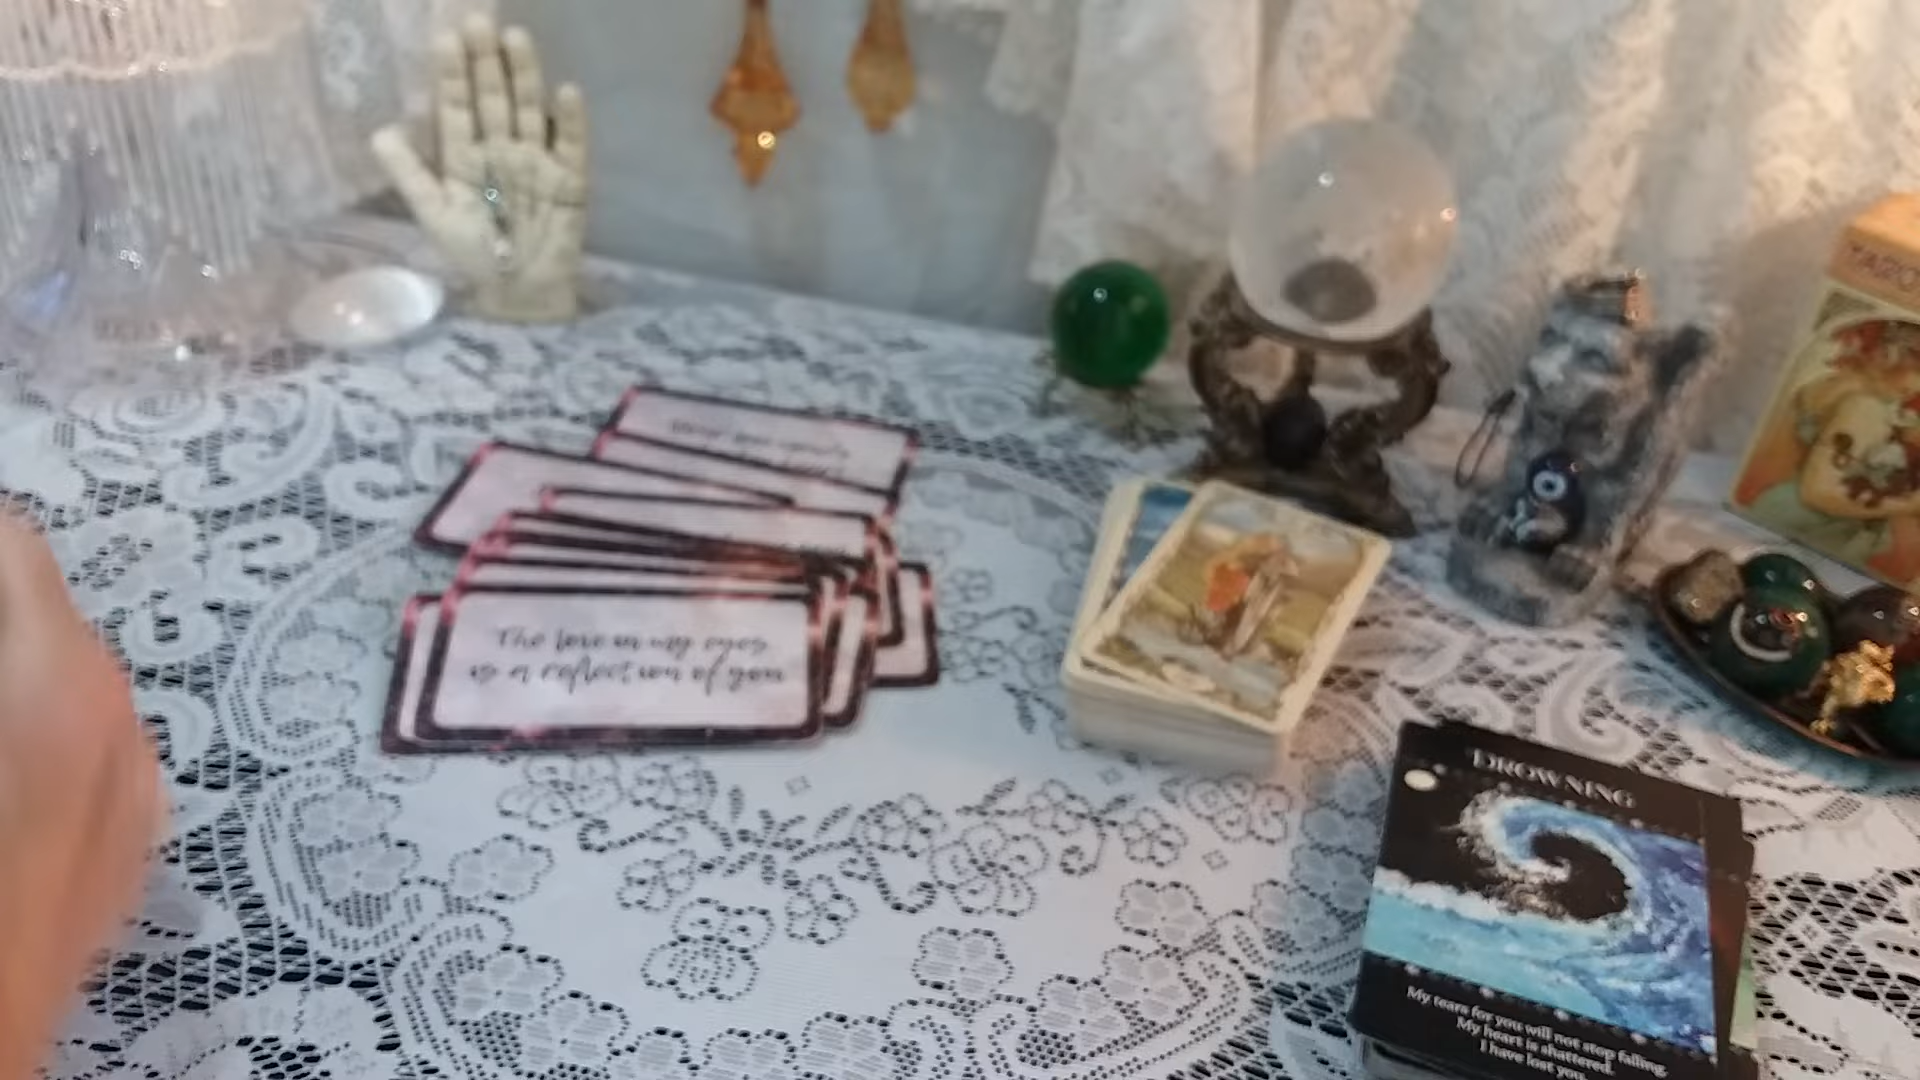 TAROT
The love in my eyes
is a reflection of you
DROWNING
My tears for you will not stop falling.
My heart is shattered.
I have lost you.